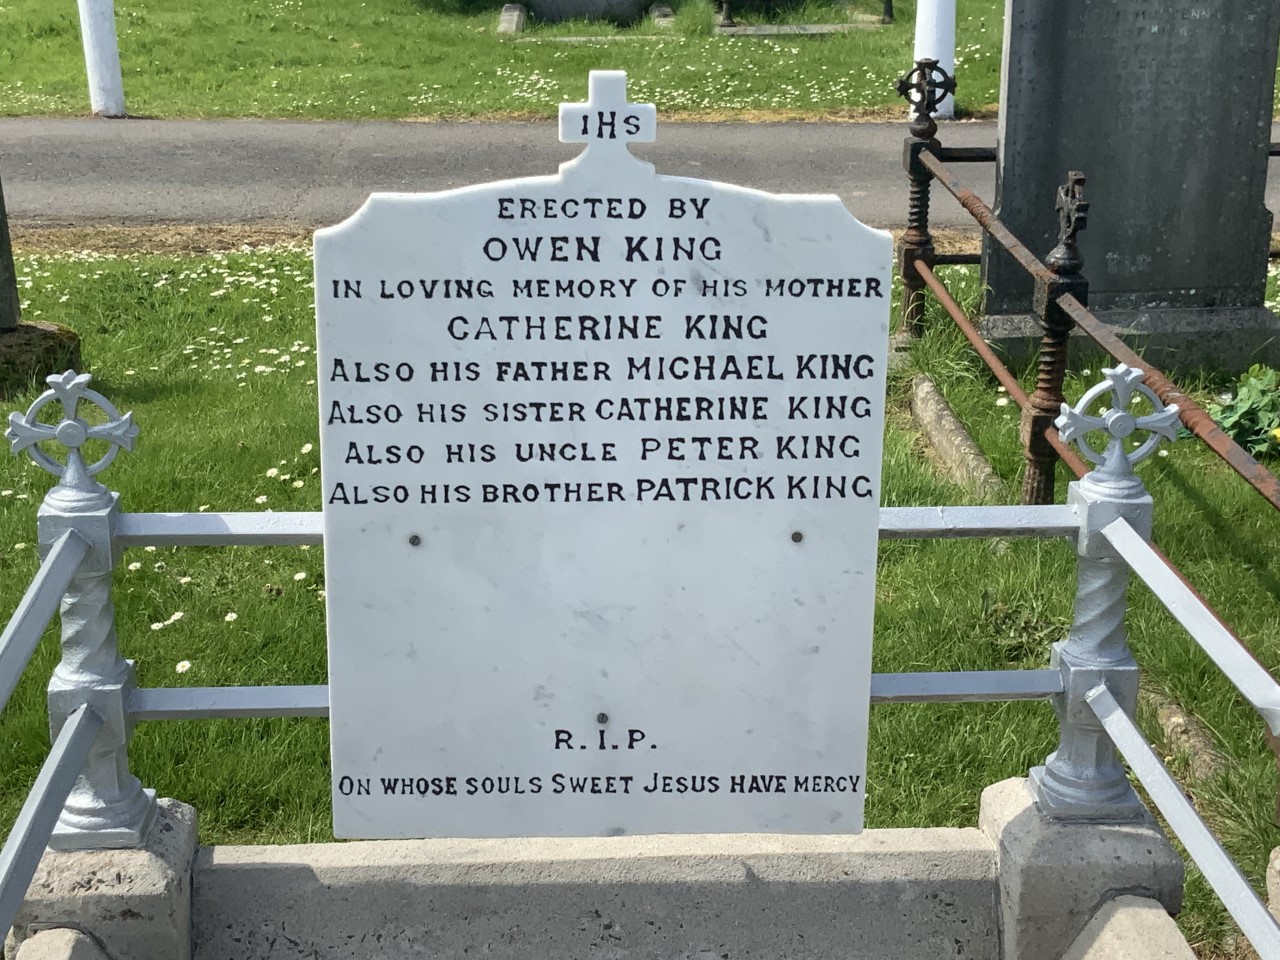 IHS
ERECTED BY
OWEN KING
IN LOVING MEMORY OF HIS MOTHER
CATHERINE KING
ALSO HIS FATHER MICHAEL KING
ALSO HIS SISTER CATHERINE KING
ALSO HIS UNCLE PETER KING
ALSO HIS BROTHER PATRICK KING
R.I.P.
ON WHOSE SOULS SWEET JESUS HAVE MERCY